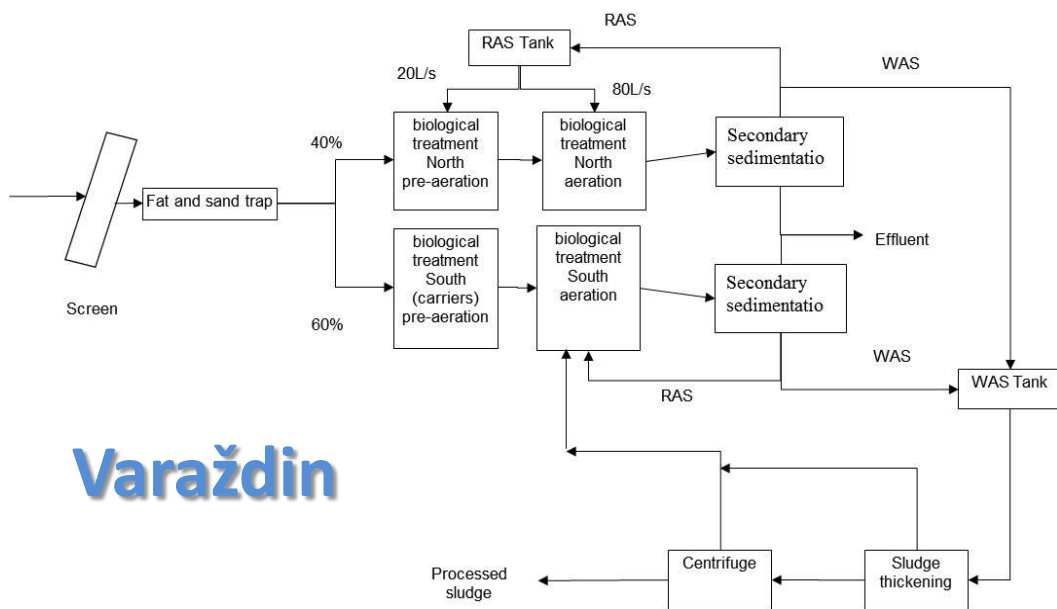 RAS
RAS Tank
WAS
20L/s
80L/s
biological
treatment
North
pre-aeration
biological
treatment
North
aeration
Secondary
sedimentatio
40%
Fat and sand trap
Effluent
biological
treatment
South
(carriers)
pre-aeration
biological
treatment
South
aeration
Secondary
sedimentatio
Screen
60%
WAS
RAS
WAS Tank
Varaždin
Processed
sludge
Centrifuge
Sludge
thickening